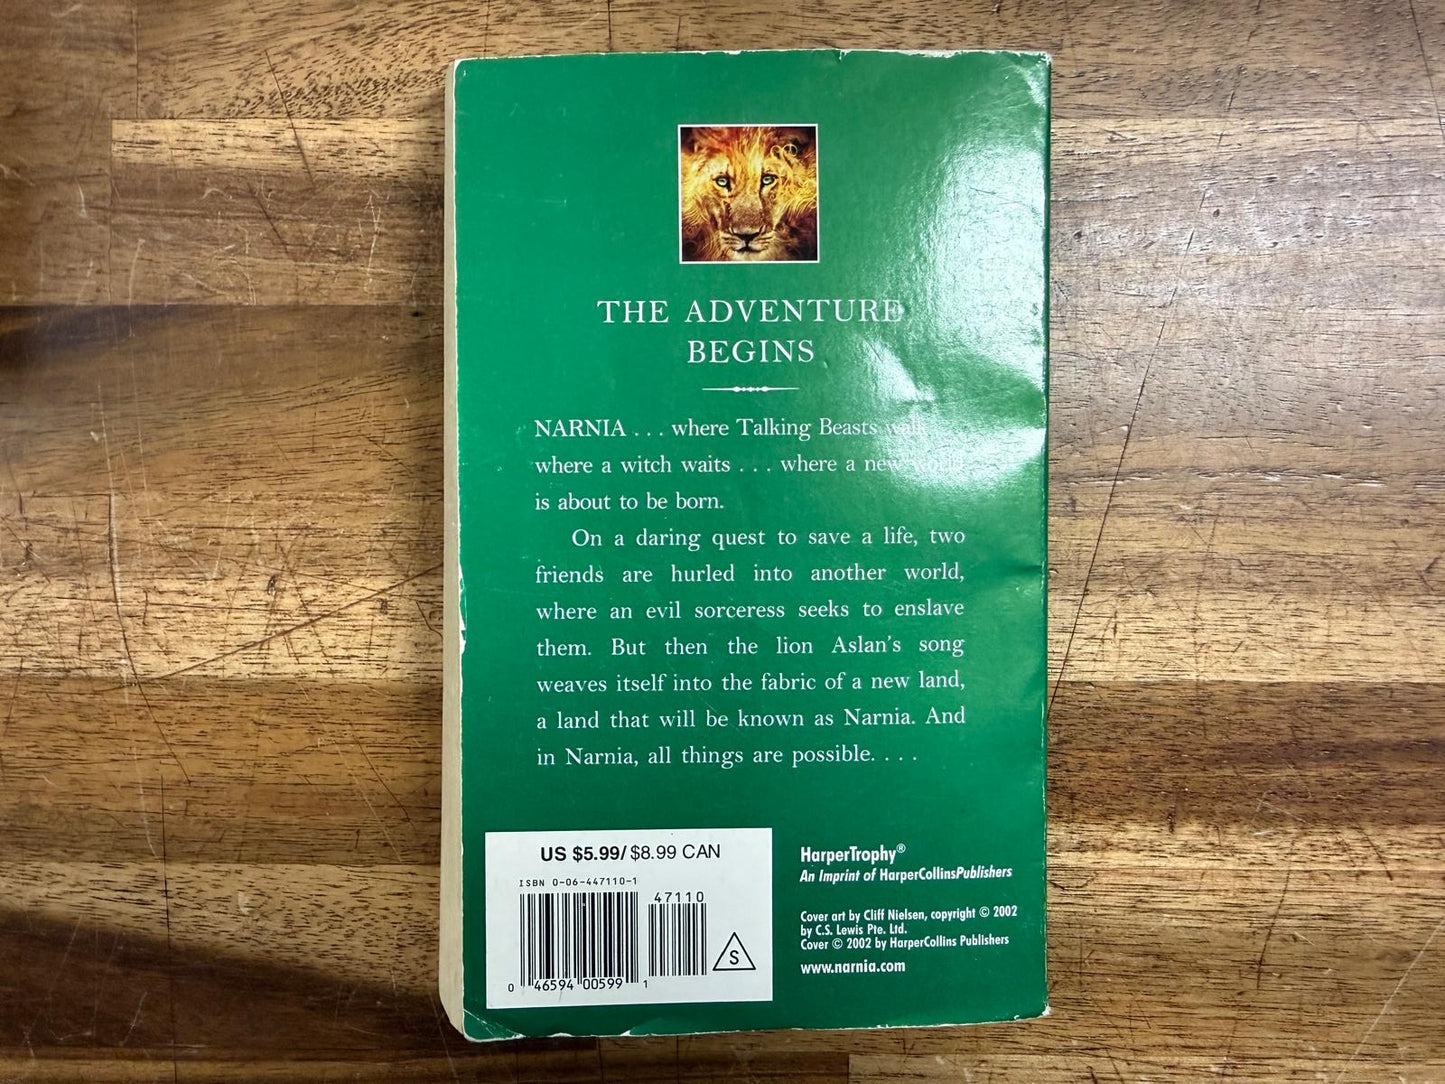 THE ADVENTURE
BEGINS
NARNIA . . . where Talking Beasts walk
where a witch waits . . . where a new world
is about to be born.
On a daring quest to save a life, two
friends are hurled into another world,
where an evil sorceress seeks to enslave
them. But then the lion Aslan's song
weaves itself into the fabric of a new land,
a land that will be known as Narnia. And
in Narnia, all things are possible. . . .
US $5.99/ $8.99 CAN
ISBN 0-06-447110-1
47110
S
0 46594 00599 1
HarperTrophy®
An Imprint of HarperCollinsPublishers
Cover art by Cliff Nielsen, copyright © 2002
by C.S. Lewis Pte. Ltd.
Cover © 2002 by HarperCollins Publishers
www.narnia.com